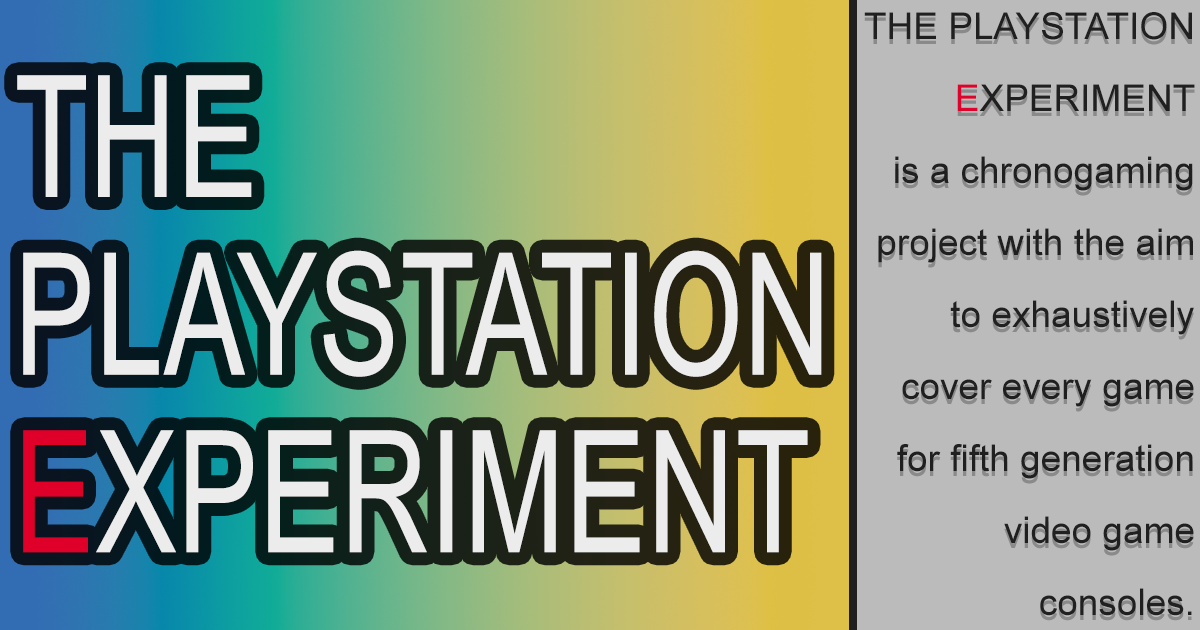 THE
PLAYSTATION
EXPERIMENT
THE PLAYSTATION
EXPERIMENT
is a chronogaming
project with the aim
to exhaustively
cover every game
for fifth generation
video game
consoles.